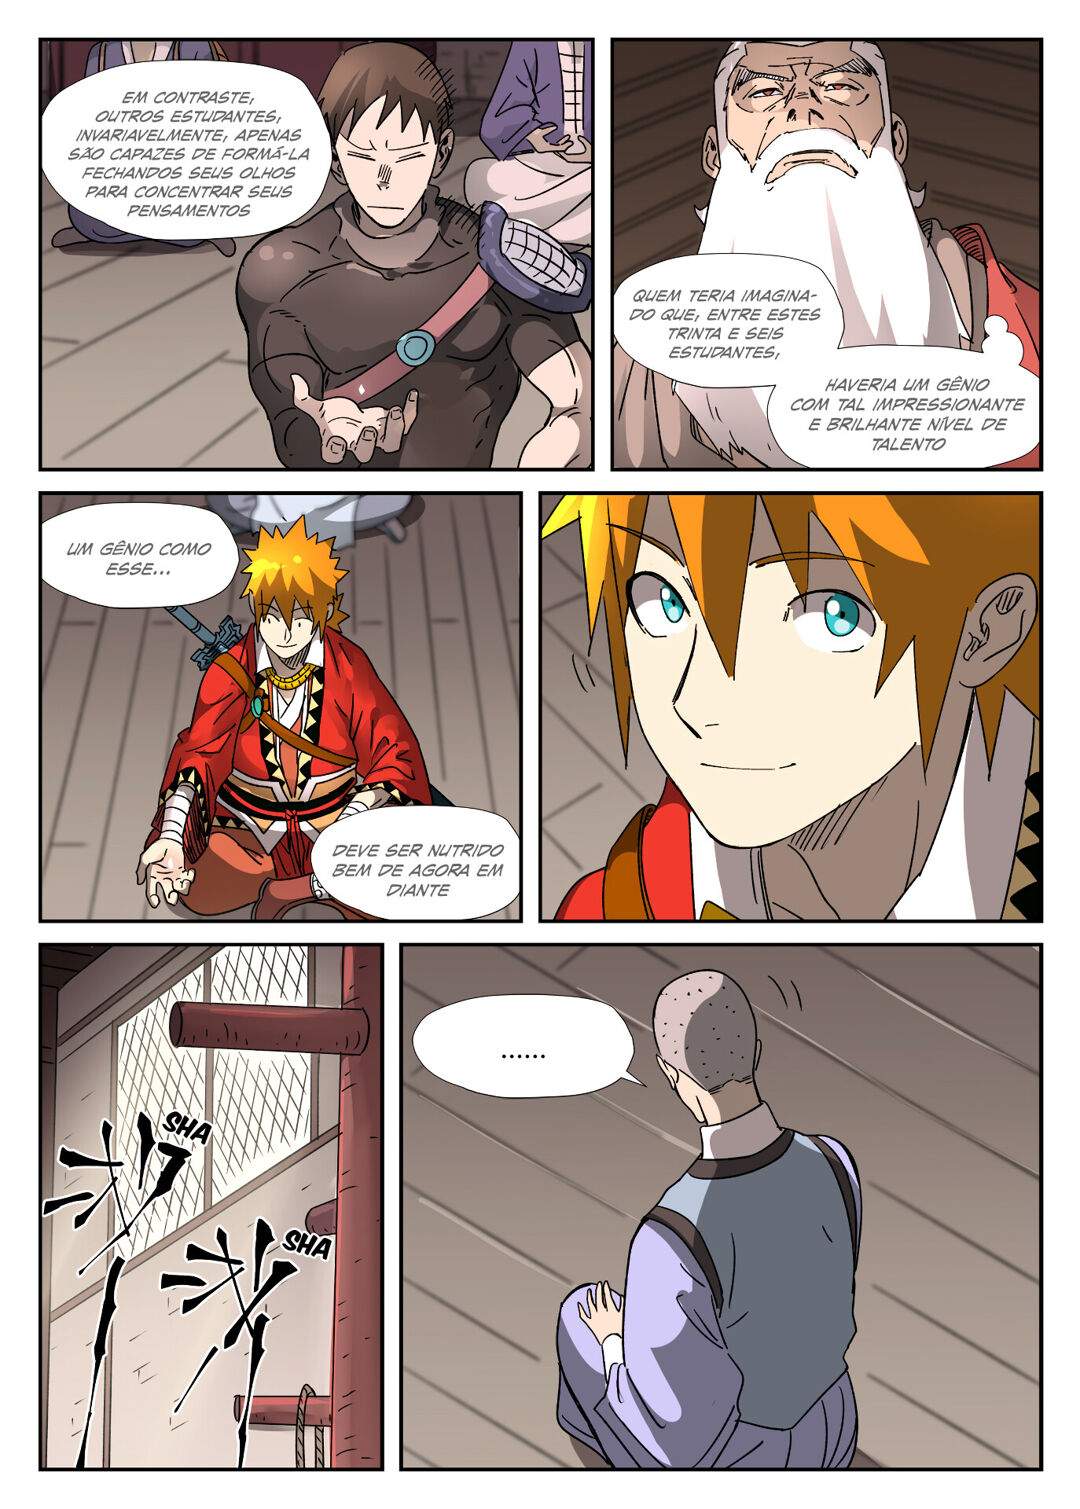 EM CONTRASTE,
OUTROS ESTUDANTES,
INVARIAVELMENTE, APENAS
SÃO CAPAZES DE FORMÁ-LA
FECHANDOS SEUS OLHOS
PARA CONCENTRAR SEUS
PENSAMENTOS
QUEM TERIA IMAGINA-
DO QUE, ENTRE ESTES
TRINTA E SEIS
ESTUDANTES,
HAVERIA UM GÊNIO
COM TAL IMPRESSIONANTE
E BRILHANTE NÍVEL DE
TALENTO
UM GÊNIO COMO
ESSE...
DEVE SER NUTRIDO
BEM DE AGORA EM
DIANTE
SHA
SHA
......